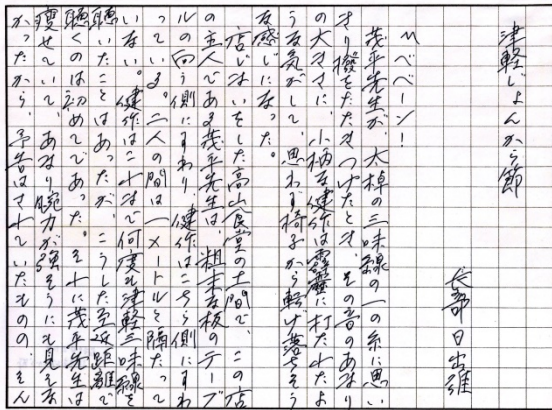 津軽じょんから節
長部日出雄
〝ベベーン！
茂平先生が、太棹の三味線の一の糸に思い
きり撥をたたきつけたとき、その音のあまり
の大きさに、小柄な健作は霹靂に打たれたよ
うな気がして、思わず椅子から転げ落ちそう
な感じになった。
店じまいをした高山食堂の土間で、この店
の主人である茂平先生は、粗末な板のテーブ
ルの向う側にすわり、健作はこちら側にすわ
っている。二人の間は一メートルと隔たって
いない。健作はこれまで何度も津軽三味線を
聴いたことはあったが、こうした至近距離で
聴くのは初めてであった。それに茂平先生は
痩せていて、あまり腕力が強そうにも見えな
かったから、予告はされていたものの、そん